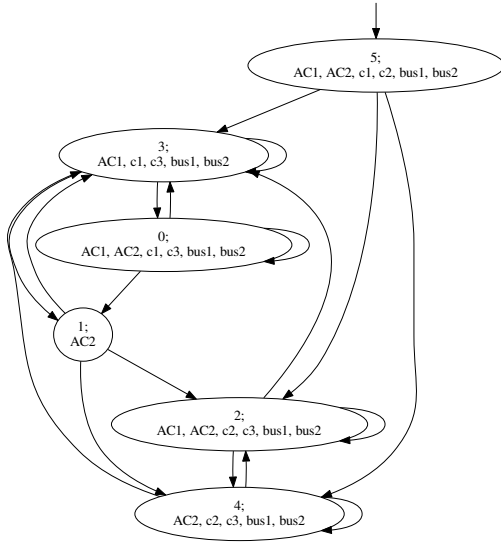 5;
AC1, AC2, c1, c2, bus1, bus2
3;
AC1, c1, c3, bus1, bus2
0;
AC1, AC2, c1, c3, bus1, bus2
1;
AC2
2;
AC1, AC2, c2, c3, bus1, bus2
4;
AC2, c2, c3, bus1, bus2